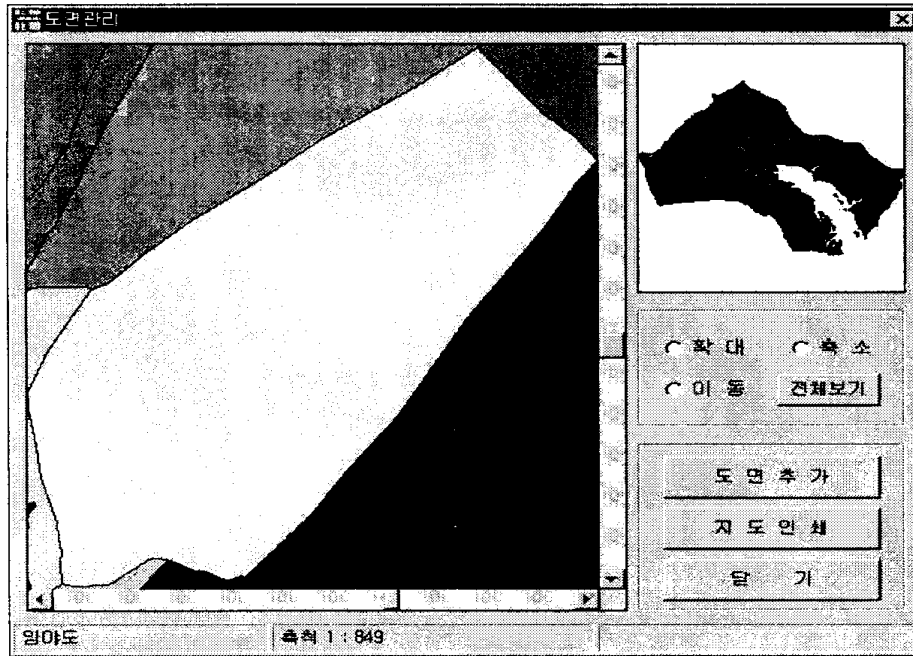 도면관리
확 대
축 소
이 동
전체보기
도 면 추 가
지 도 인 쇄
닫 기
임야도
축척 1 : 849